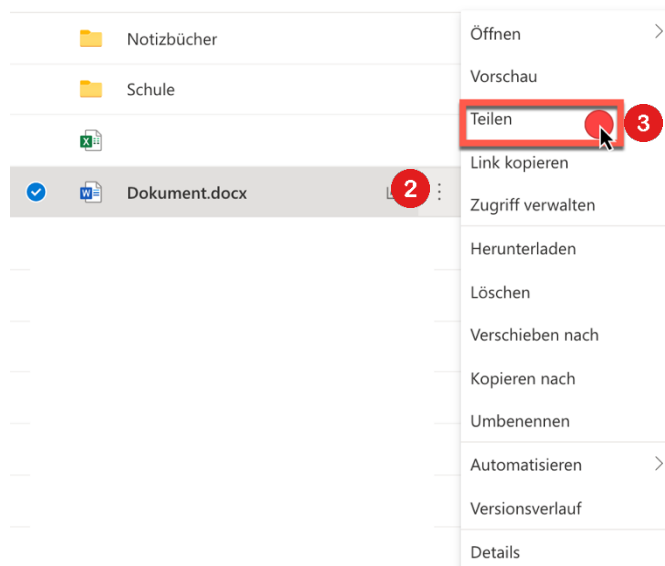 Notizbücher
Schule
Dokument.docx
2
Öffnen
Vorschau
Teilen
3
Link kopieren
Zugriff verwalten
Herunterladen
Löschen
Verschieben nach
Kopieren nach
Umbenennen
Automatisieren
Versionsverlauf
Details